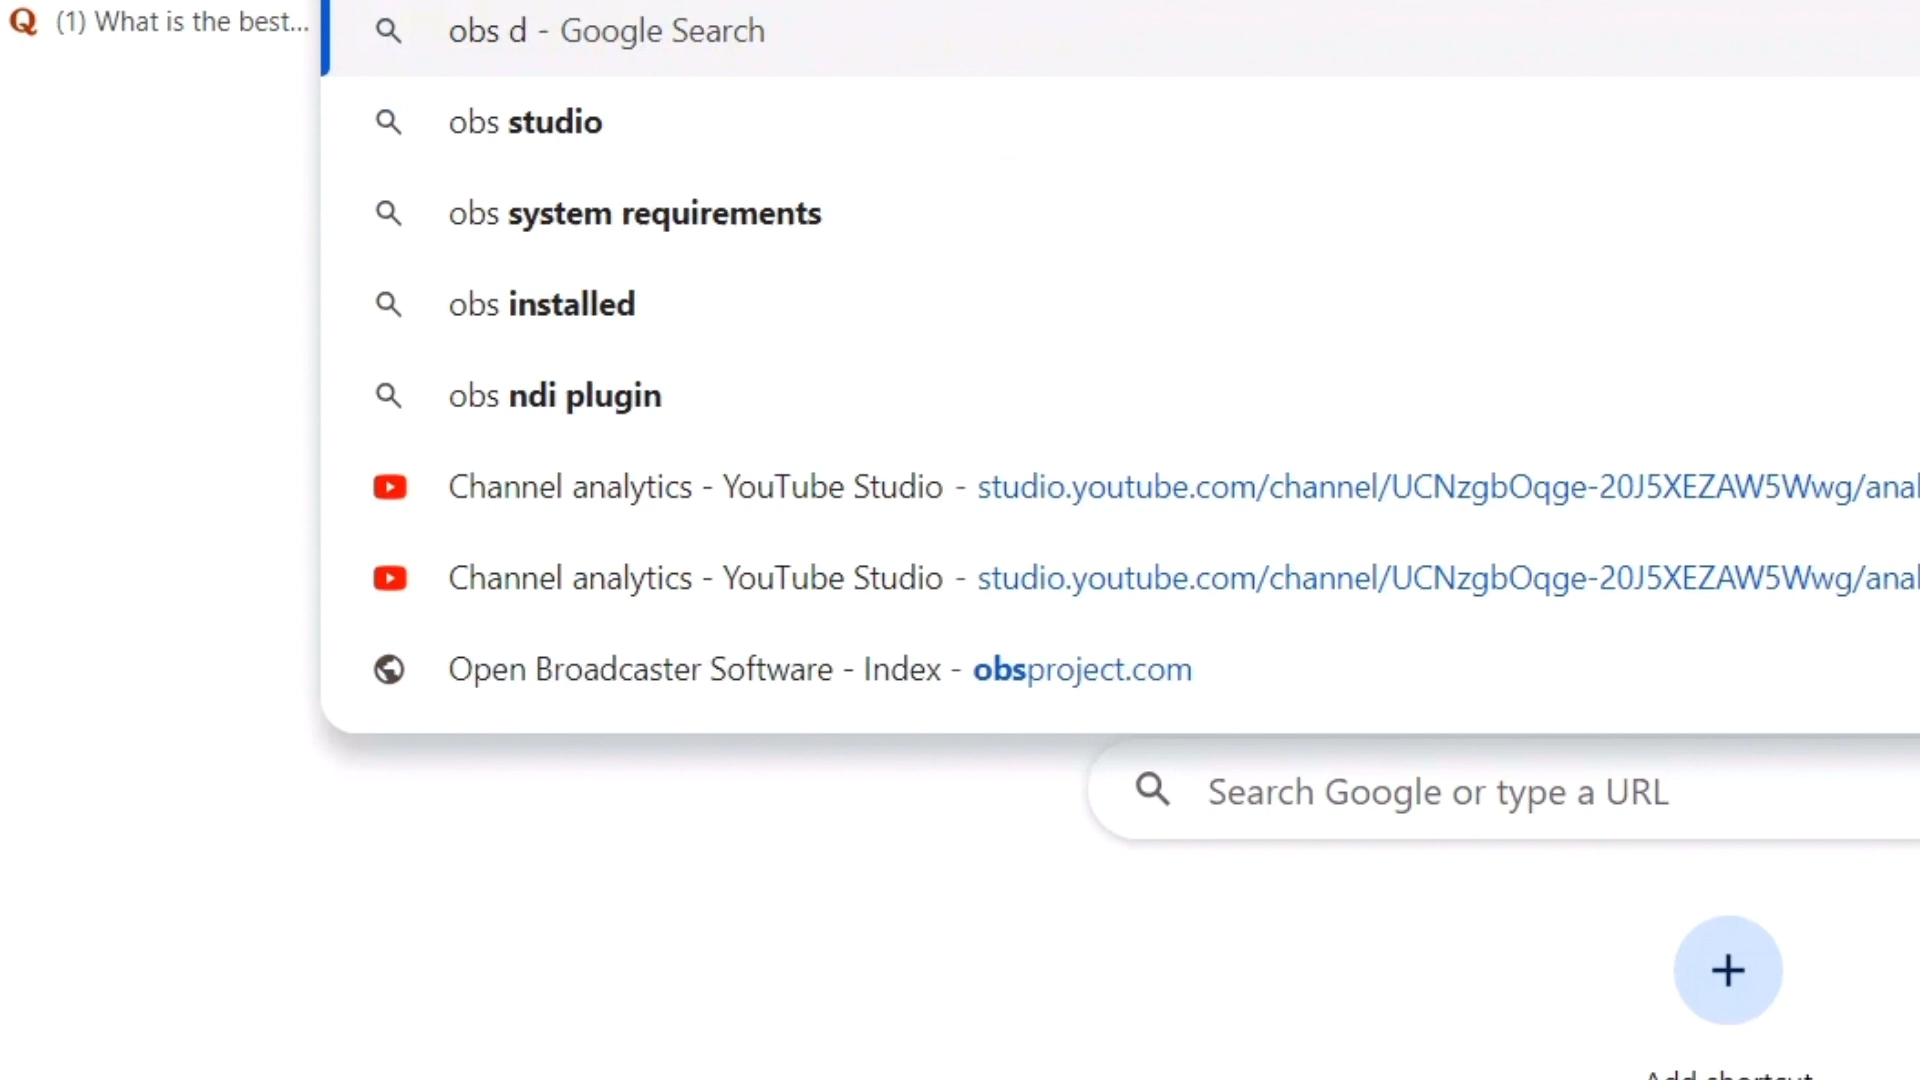 Q (1) What is the best...
obs d - Google Search
obs studio
obs system requirements
obs installed
obs ndi plugin
Channel analytics - YouTube Studio - studio.youtube.com/channel/UCNzgbOqge-20J5XEZAW5Wwg/anal
Channel analytics - YouTube Studio - studio.youtube.com/channel/UCNzgbOqge-20J5XEZAW5Wwg/anal
Open Broadcaster Software - Index - obsproject.com
Search Google or type a URL
Add shortcut